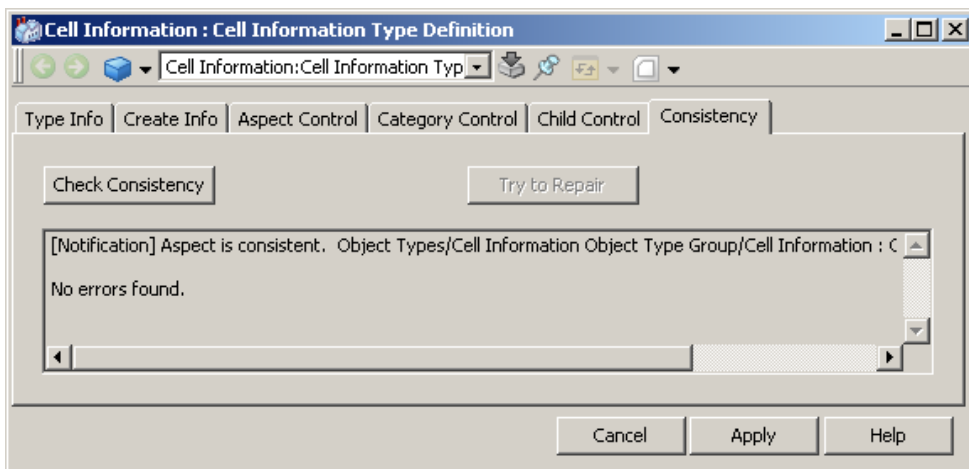 Cell Information : Cell Information Type Definition
Cell Information:Cell Information Typ
Type Info Create Info Aspect Control Category Control Child Control Consistency
Check Consistency Try to Repair
[Notification] Aspect is consistent. Object Types/Cell Information Object Type Group/Cell Information : C
No errors found.
Cancel Apply Help